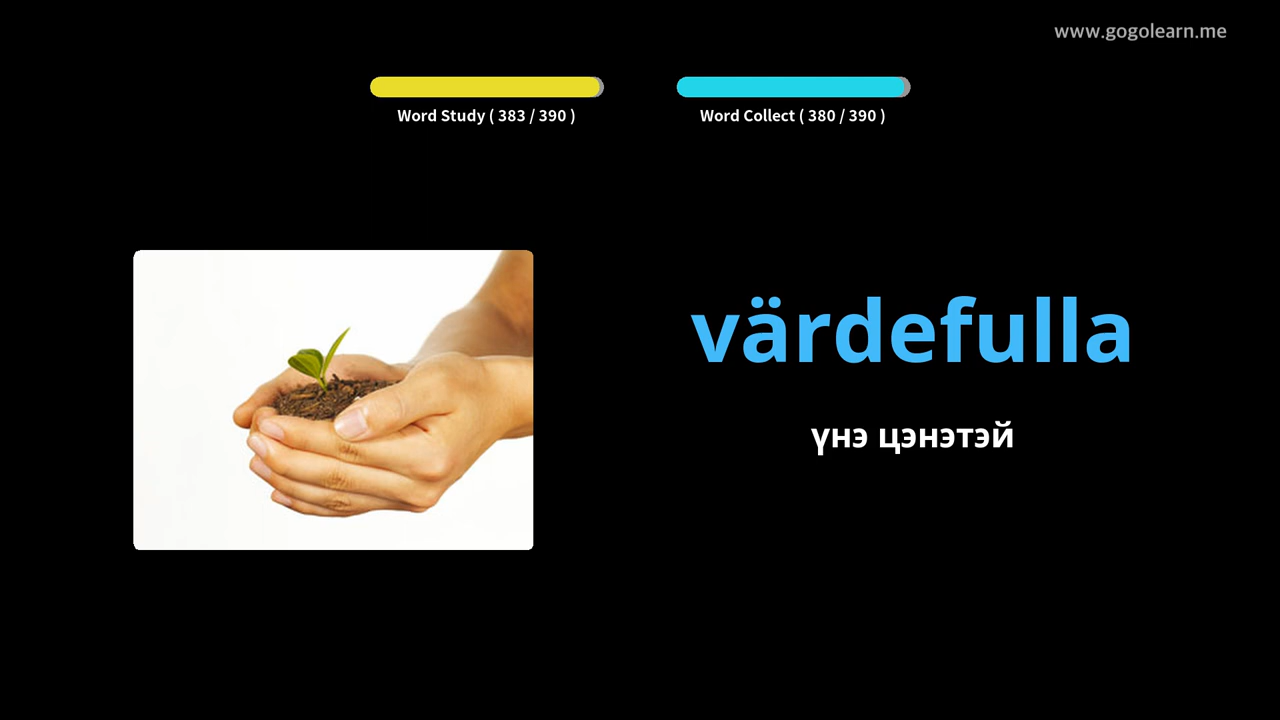 www.gogolearn.me
Word Study ( 383 / 390 )
Word Collect ( 380 / 390 )
värdefulla
үнэ цэнэтэй